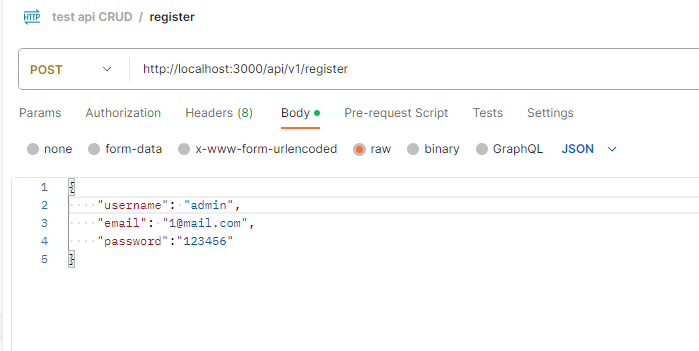 HTTP test api CRUD / register
POST http://localhost:3000/api/v1/register
Params Authorization Headers (8) Body Pre-request Script Tests Settings
none form-data x-www-form-urlencoded raw binary GraphQL JSON
1 {
2 "username": "admin",
3 "email": "1@mail.com",
4 "password":"123456"
5 }